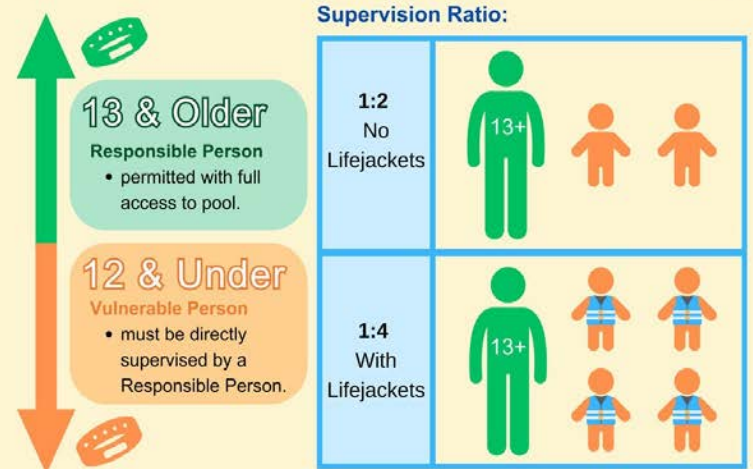 Supervision Ratio:
13 & Older
Responsible Person
• permitted with full
access to pool.
12 & Under
Vulnerable Person
• must be directly
supervised by a
Responsible Person.
1:2
No
Lifejackets
13+
1:4
With
Lifejackets
13+